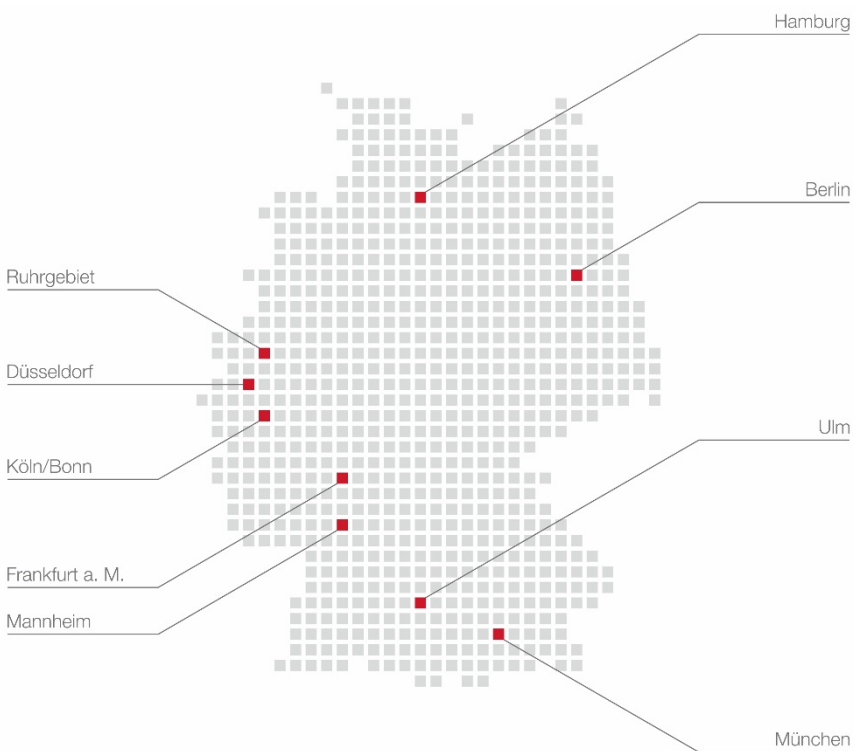 Hamburg
Berlin
Ruhrgebiet
Düsseldorf
Ulm
Köln/Bonn
Frankfurt a. M.
Mannheim
München